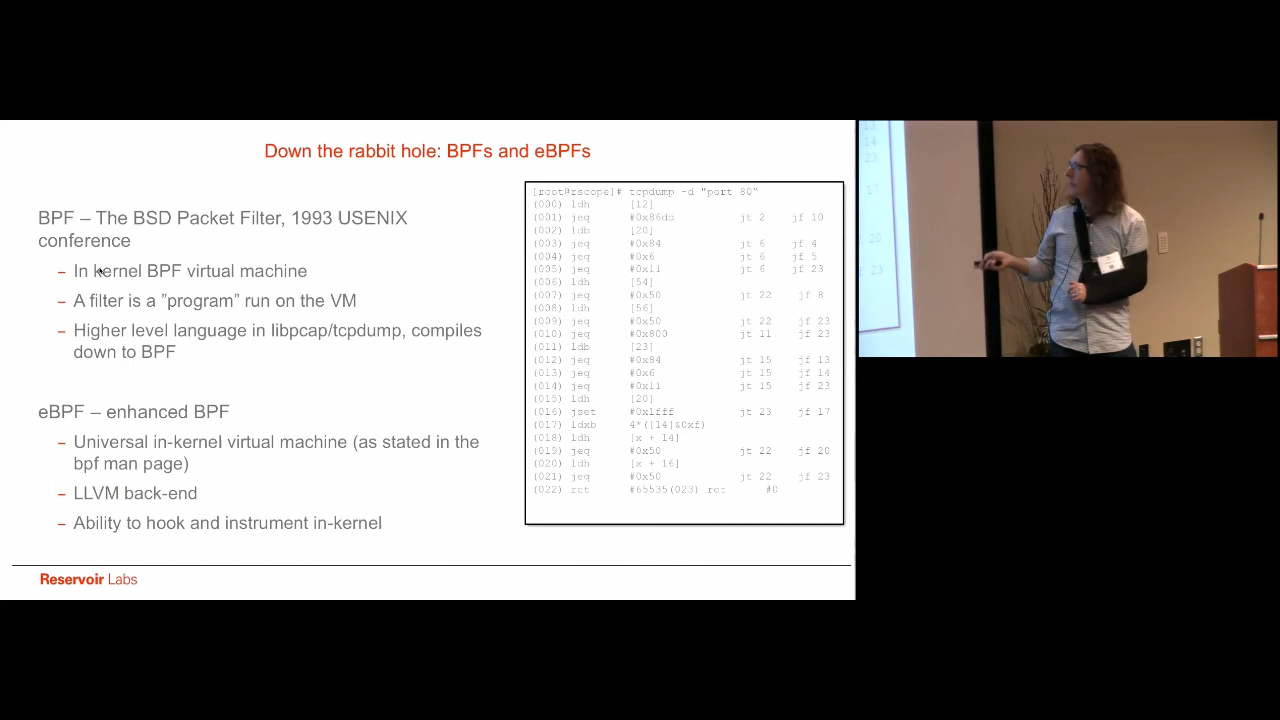 Down the rabbit hole: BPFs and eBPFs
BPF – The BSD Packet Filter, 1993 USENIX
conference
– In kernel BPF virtual machine
– A filter is a ”program” run on the VM
– Higher level language in libpcap/tcpdump, compiles
down to BPF
eBPF – enhanced BPF
– Universal in-kernel virtual machine (as stated in the
bpf man page)
– LLVM back-end
– Ability to hook and instrument in-kernel
[root@rscope]# tcpdump -d "port 80"
(000) ldh [12]
(001) jeq #0x86dd jt 2 jf 10
(002) ldb [20]
(003) jeq #0x84 jt 6 jf 4
(004) jeq #0x6 jt 6 jf 5
(005) jeq #0x11 jt 6 jf 23
(006) ldh [54]
(007) jeq #0x50 jt 22 jf 8
(008) ldh [56]
(009) jeq #0x50 jt 22 jf 23
(010) jeq #0x800 jt 11 jf 23
(011) ldb [23]
(012) jeq #0x84 jt 15 jf 13
(013) jeq #0x6 jt 15 jf 14
(014) jeq #0x11 jt 15 jf 23
(015) ldh [20]
(016) jset #0x1fff jt 23 jf 17
(017) ldxb 4*([14]&0xf)
(018) ldh [x + 14]
(019) jeq #0x50 jt 22 jf 20
(020) ldh [x + 16]
(021) jeq #0x50 jt 22 jf 23
(022) ret #65535(023) ret #0
Reservoir Labs